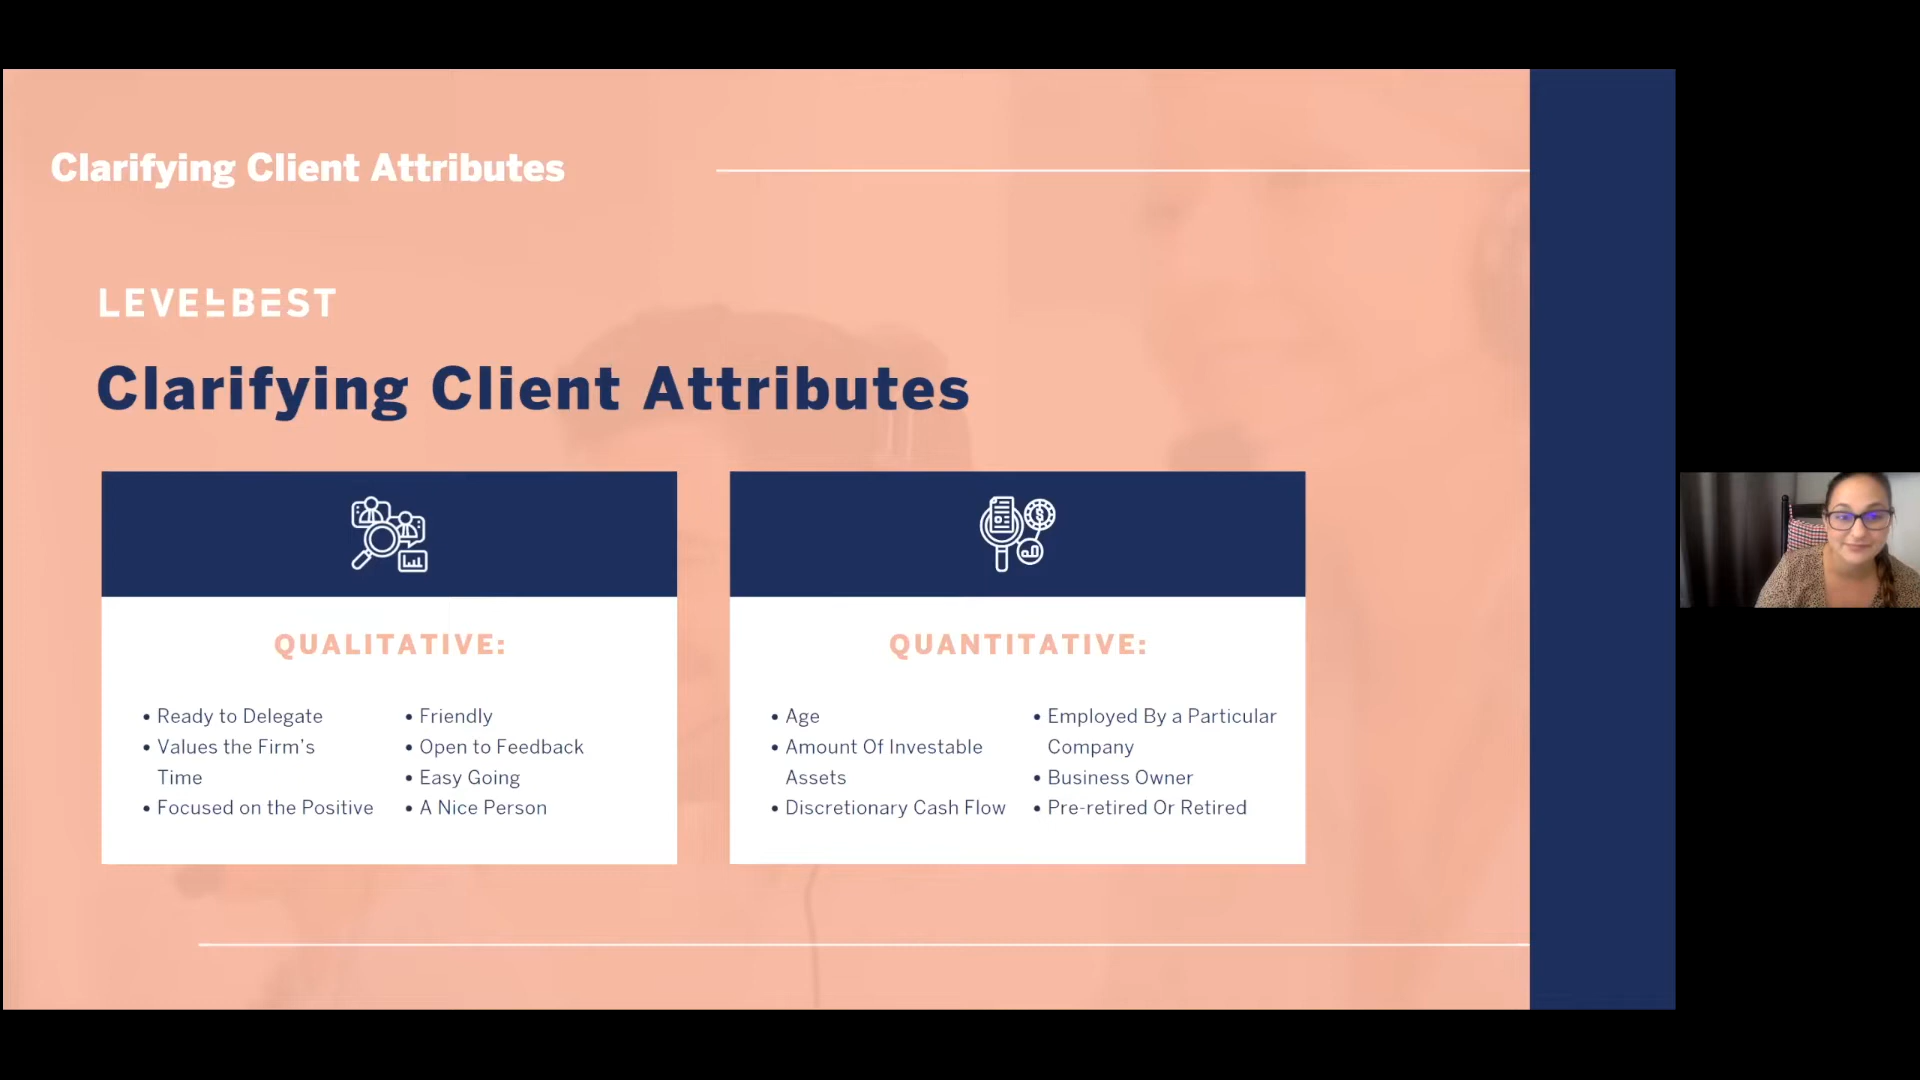 Clarifying Client Attributes
LEVELBEST
Clarifying Client Attributes
QUALITATIVE:
• Ready to Delegate
• Values the Firm's
Time
• Focused on the Positive
• Friendly
• Open to Feedback
• Easy Going
• A Nice Person
QUANTITATIVE:
• Age
• Amount Of Investable
Assets
• Discretionary Cash Flow
• Employed By a Particular
Company
• Business Owner
• Pre-retired Or Retired